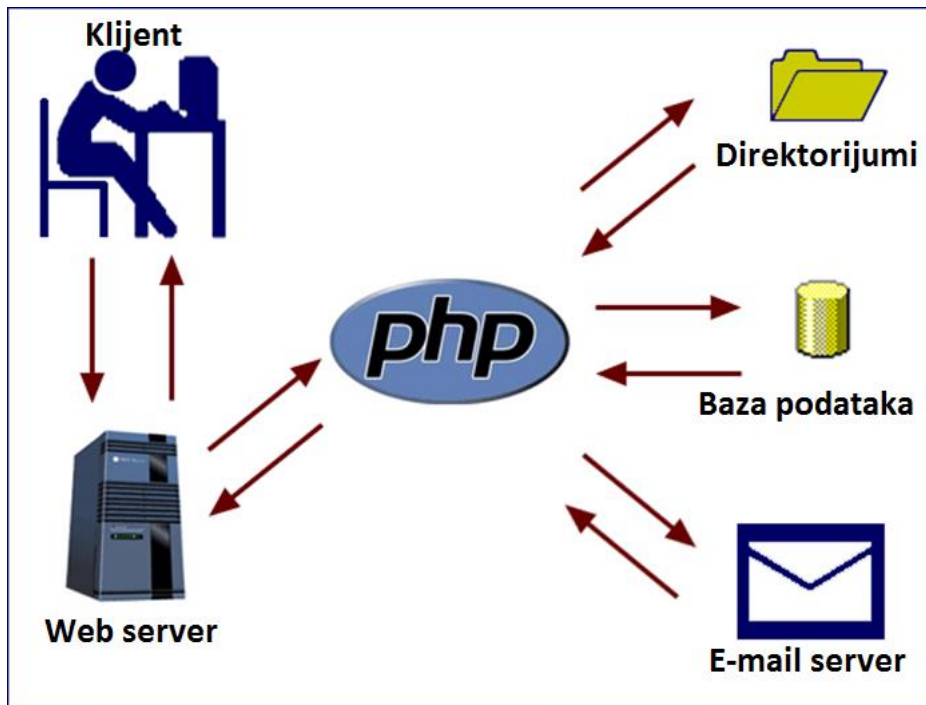 Klijent
Direktorijumi
php
Baza podataka
Web server
E-mail server